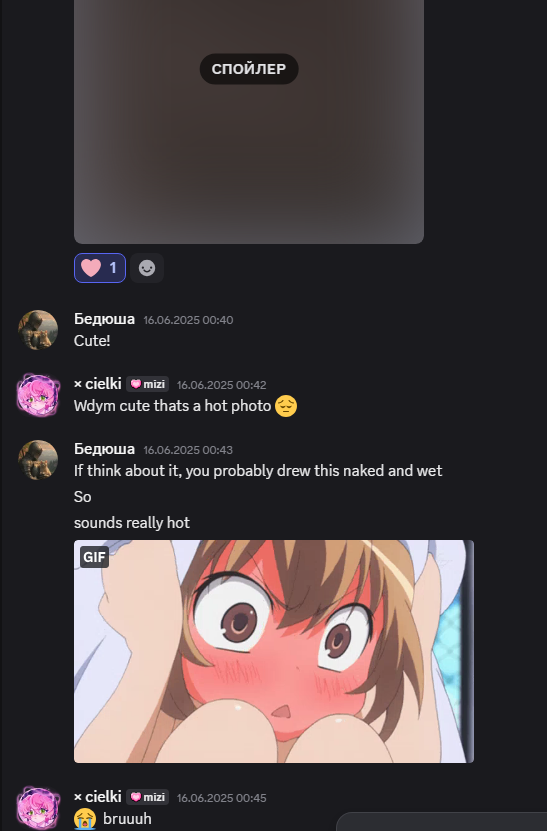 СПОЙЛЕР
1
Бедюша 16.06.2025 00:40
Cute!
× cielki mizi 16.06.2025 00:42
Wdym cute thats a hot photo
Бедюша 16.06.2025 00:43
If think about it, you probably drew this naked and wet
So
sounds really hot
GIF
× cielki mizi 16.06.2025 00:45
bruuuh